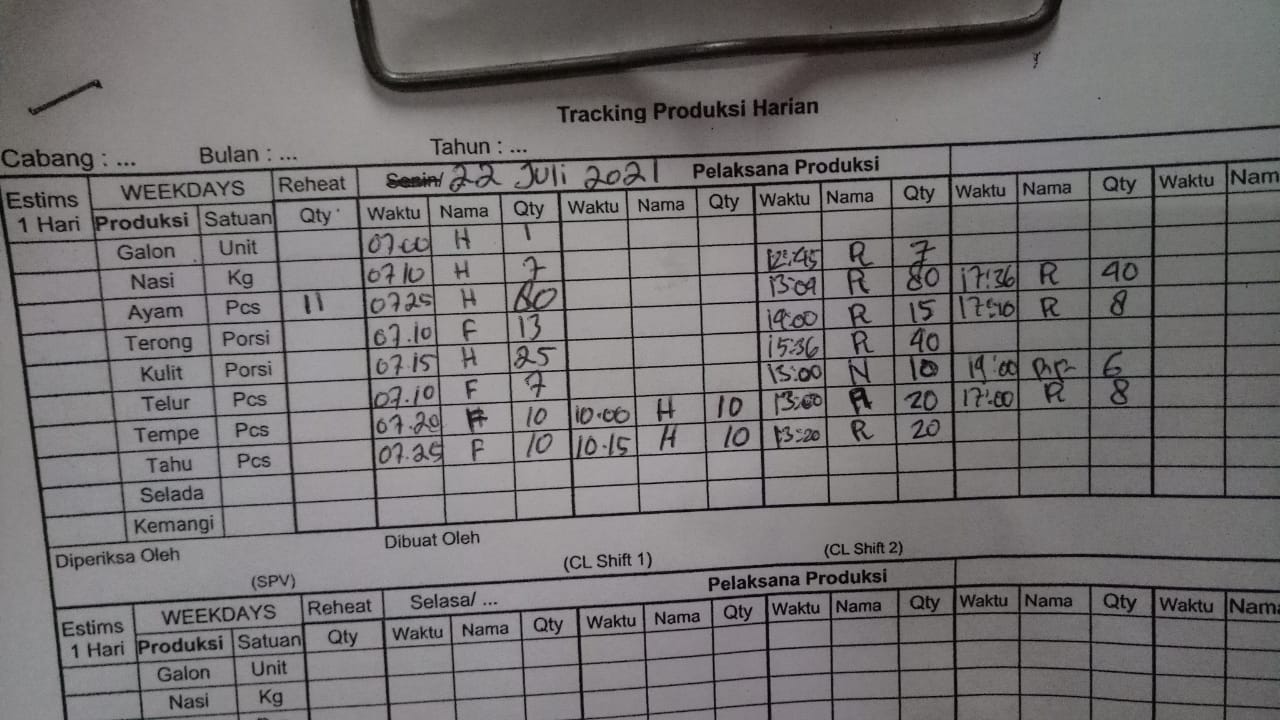 Tracking Produksi Harian
Cabang : ... Bulan : ... Tahun : ...
Estims 1 Hari WEEKDAYS Reheat Senin/ 22 Juli 2021 Pelaksana Produksi
Produksi Satuan Qty Waktu Nama Qty Waktu Nama Qty Waktu Nama Qty Waktu Nama Qty Waktu Nam
Galon Unit 07.00 H 1
Nasi Kg 07.10 H 7 12:45 R 7
Ayam Pcs 11 07.25 H 80 13:09 R 80 17:36 R 40
Terong Porsi 07.10 F 13 14:00 R 15 17:40 R 8
Kulit Porsi 07.15 H 25 15:36 R 40
Telur Pcs 07.10 F 7 N 10 19:00 6
Tempe Pcs 07.20 10 10.00 H 10 13:00 R 20 17:00 R 8
Tahu Pcs 07.25 F 10 10.15 H 10 13:20 R 20
Selada
Kemangi
Diperiksa Oleh Dibuat Oleh
(SPV) (CL Shift 1) (CL Shift 2)
Estims 1 Hari WEEKDAYS Reheat Selasa/ ... Pelaksana Produksi
Produksi Satuan Qty Waktu Nama Qty Waktu Nama Qty Waktu Nama Qty Waktu Nama Qty Waktu Nama
Galon Unit
Nasi Kg